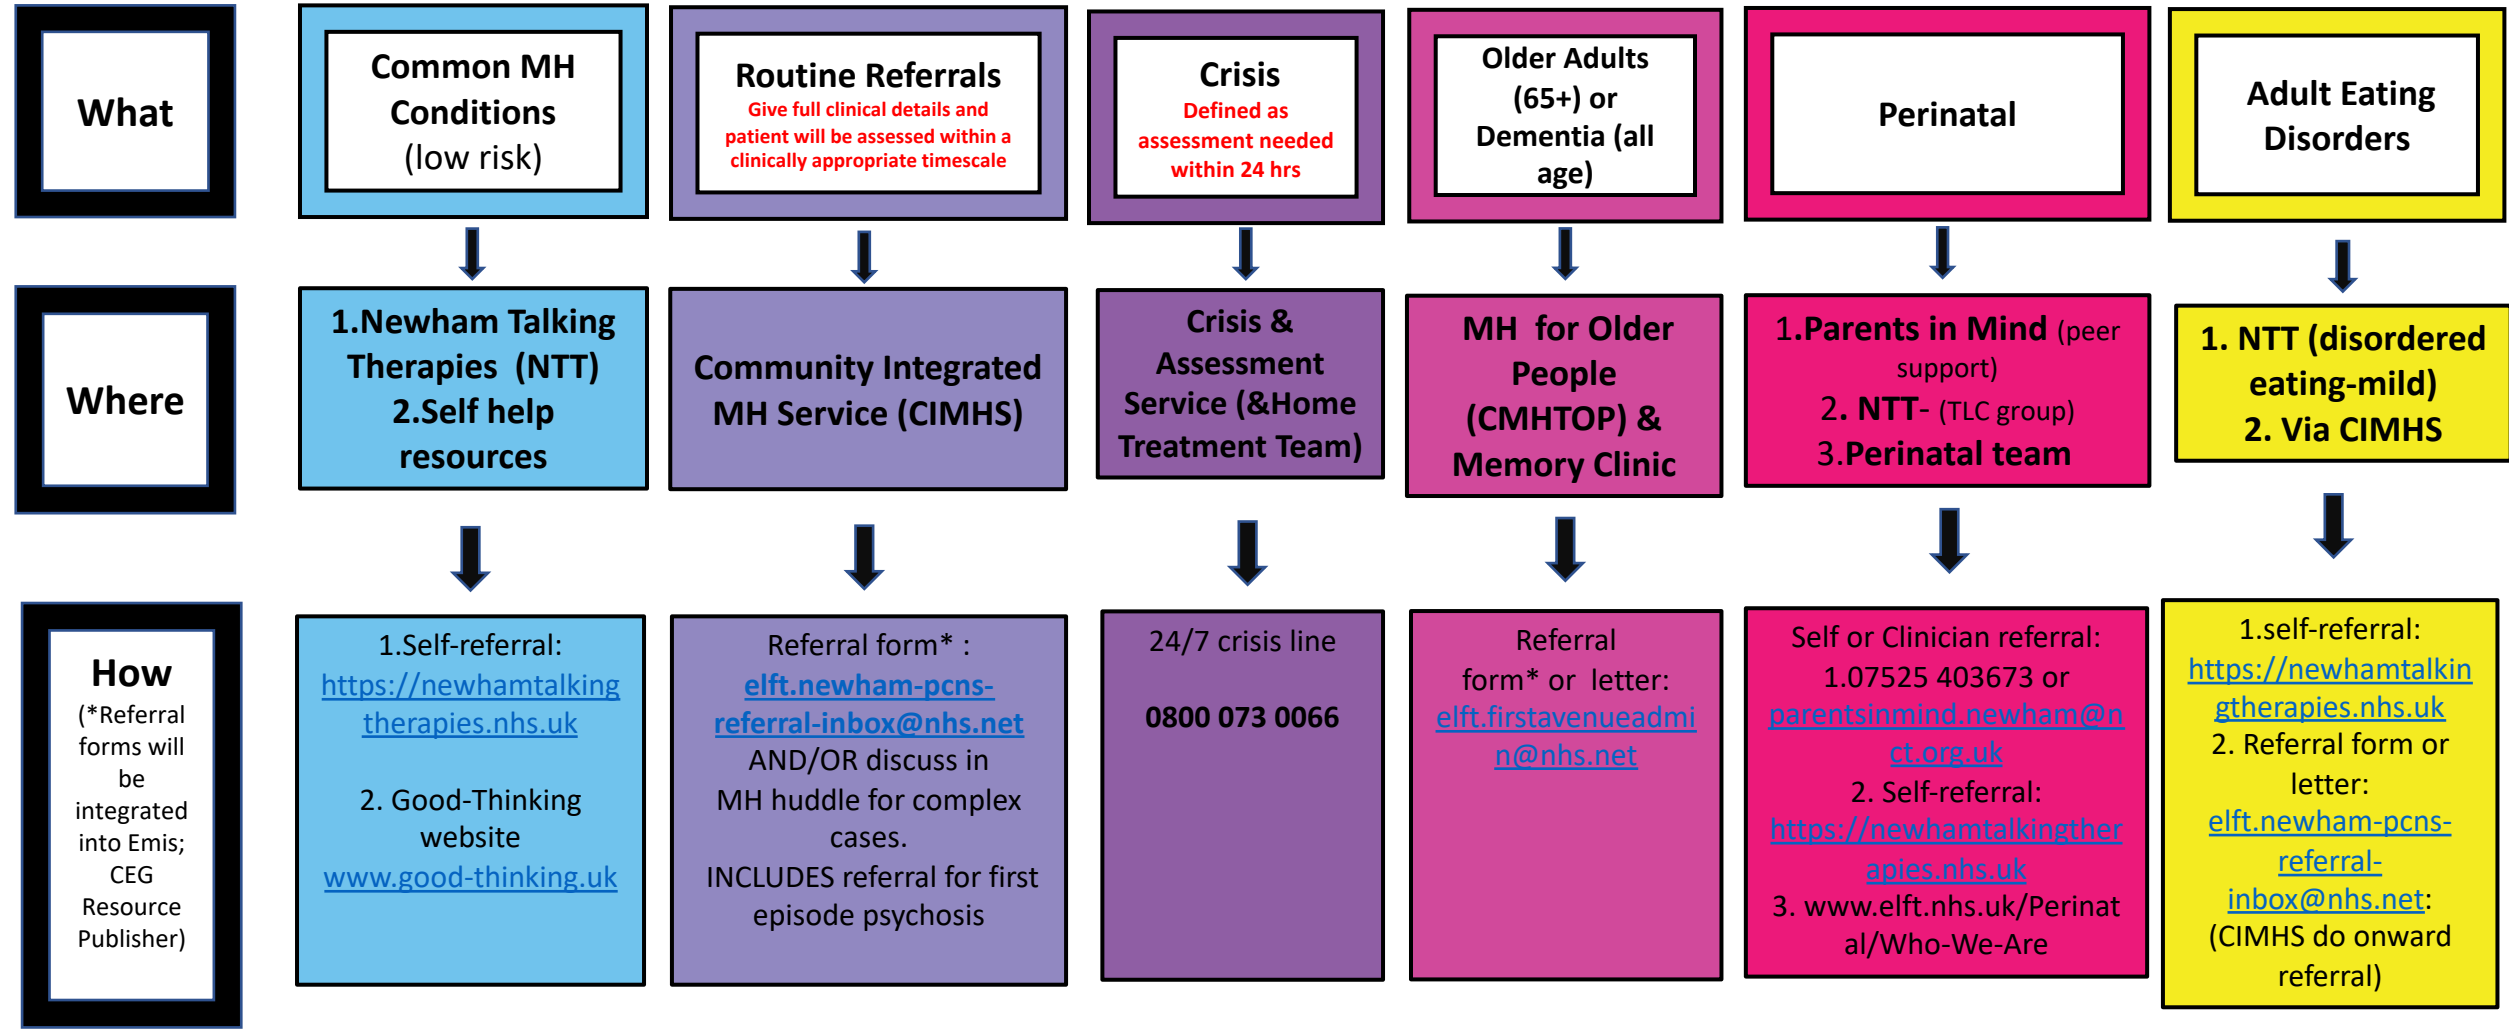 What
Common MH
Conditions
(low risk)
Routine Referrals
Give full clinical details and
patient will be assessed within a
clinically appropriate timescale
Crisis
Defined as
assessment needed
within 24 hrs
Older Adults
(65+) or
Dementia (all
age)
Perinatal
Adult Eating
Disorders
Where
1.Newham Talking
Therapies (NTT)
2.Self help
resources
Community Integrated
MH Service (CIMHS)
Crisis &
Assessment
Service (&Home
Treatment Team)
MH for Older
People
(CMHTOP) &
Memory Clinic
1.Parents in Mind (peer
support)
2. NTT- (TLC group)
3.Perinatal team
1. NTT (disordered
eating-mild)
2. Via CIMHS
How
(*Referral
forms will
be
integrated
into Emis;
CEG
Resource
Publisher)
1.Self-referral:
https://newhamtalking
therapies.nhs.uk
2. Good-Thinking
website
www.good-thinking.uk
Referral form* :
elft.newham-pcns-
referral-inbox@nhs.net
AND/OR discuss in
MH huddle for complex
cases.
INCLUDES referral for first
episode psychosis
24/7 crisis line
0800 073 0066
Referral
form* or letter:
elft.firstavenueadmi
n@nhs.net
Self or Clinician referral:
1.07525 403673 or
parentsinmind.newham@n
ct.org.uk
2. Self-referral:
https://newhamtalkingther
apies.nhs.uk
3. www.elft.nhs.uk/Perinat
al/Who-We-Are
1.self-referral:
https://newhamtalkin
gtherapies.nhs.uk
2. Referral form or
letter:
elft.newham-pcns-
referral-
inbox@nhs.net:
(CIMHS do onward
referral)